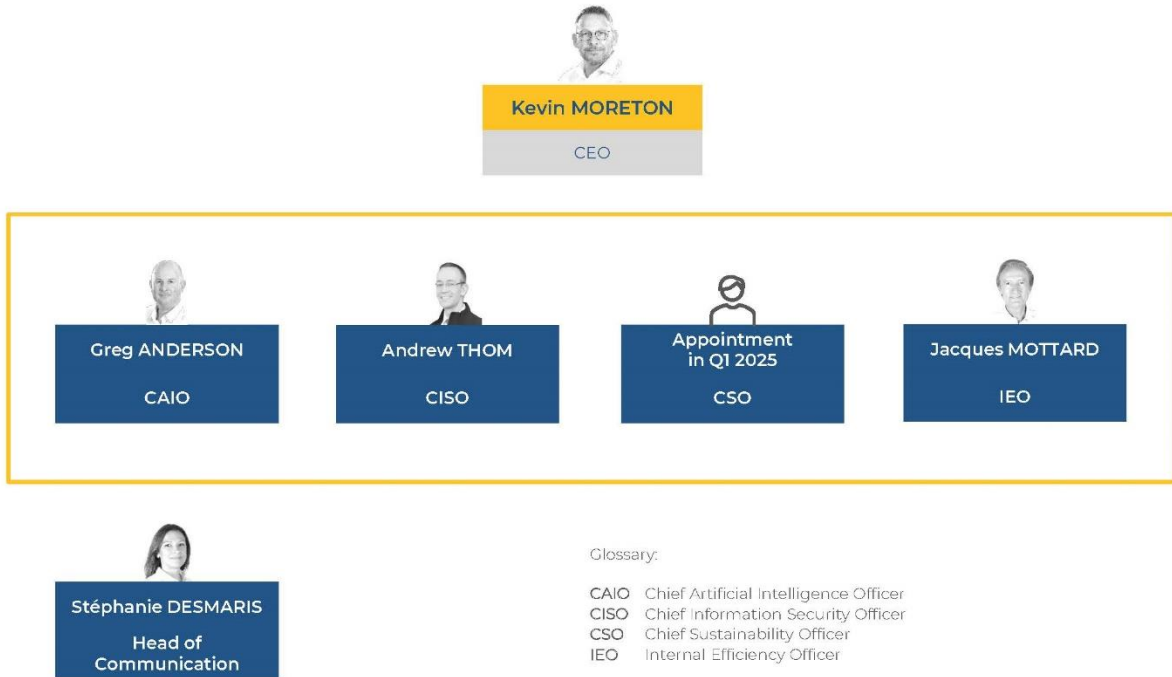 Kevin MORETON
CEO
Greg ANDERSON
CAIO
Andrew THOM
CISO
Appointment
in Q1 2025
CSO
Jacques MOTTARD
IEO
Stéphanie DESMARIS
Head of
Communication
Glossary:
CAIO Chief Artificial Intelligence Officer
CISO Chief Information Security Officer
CSO Chief Sustainability Officer
IEO Internal Efficiency Officer